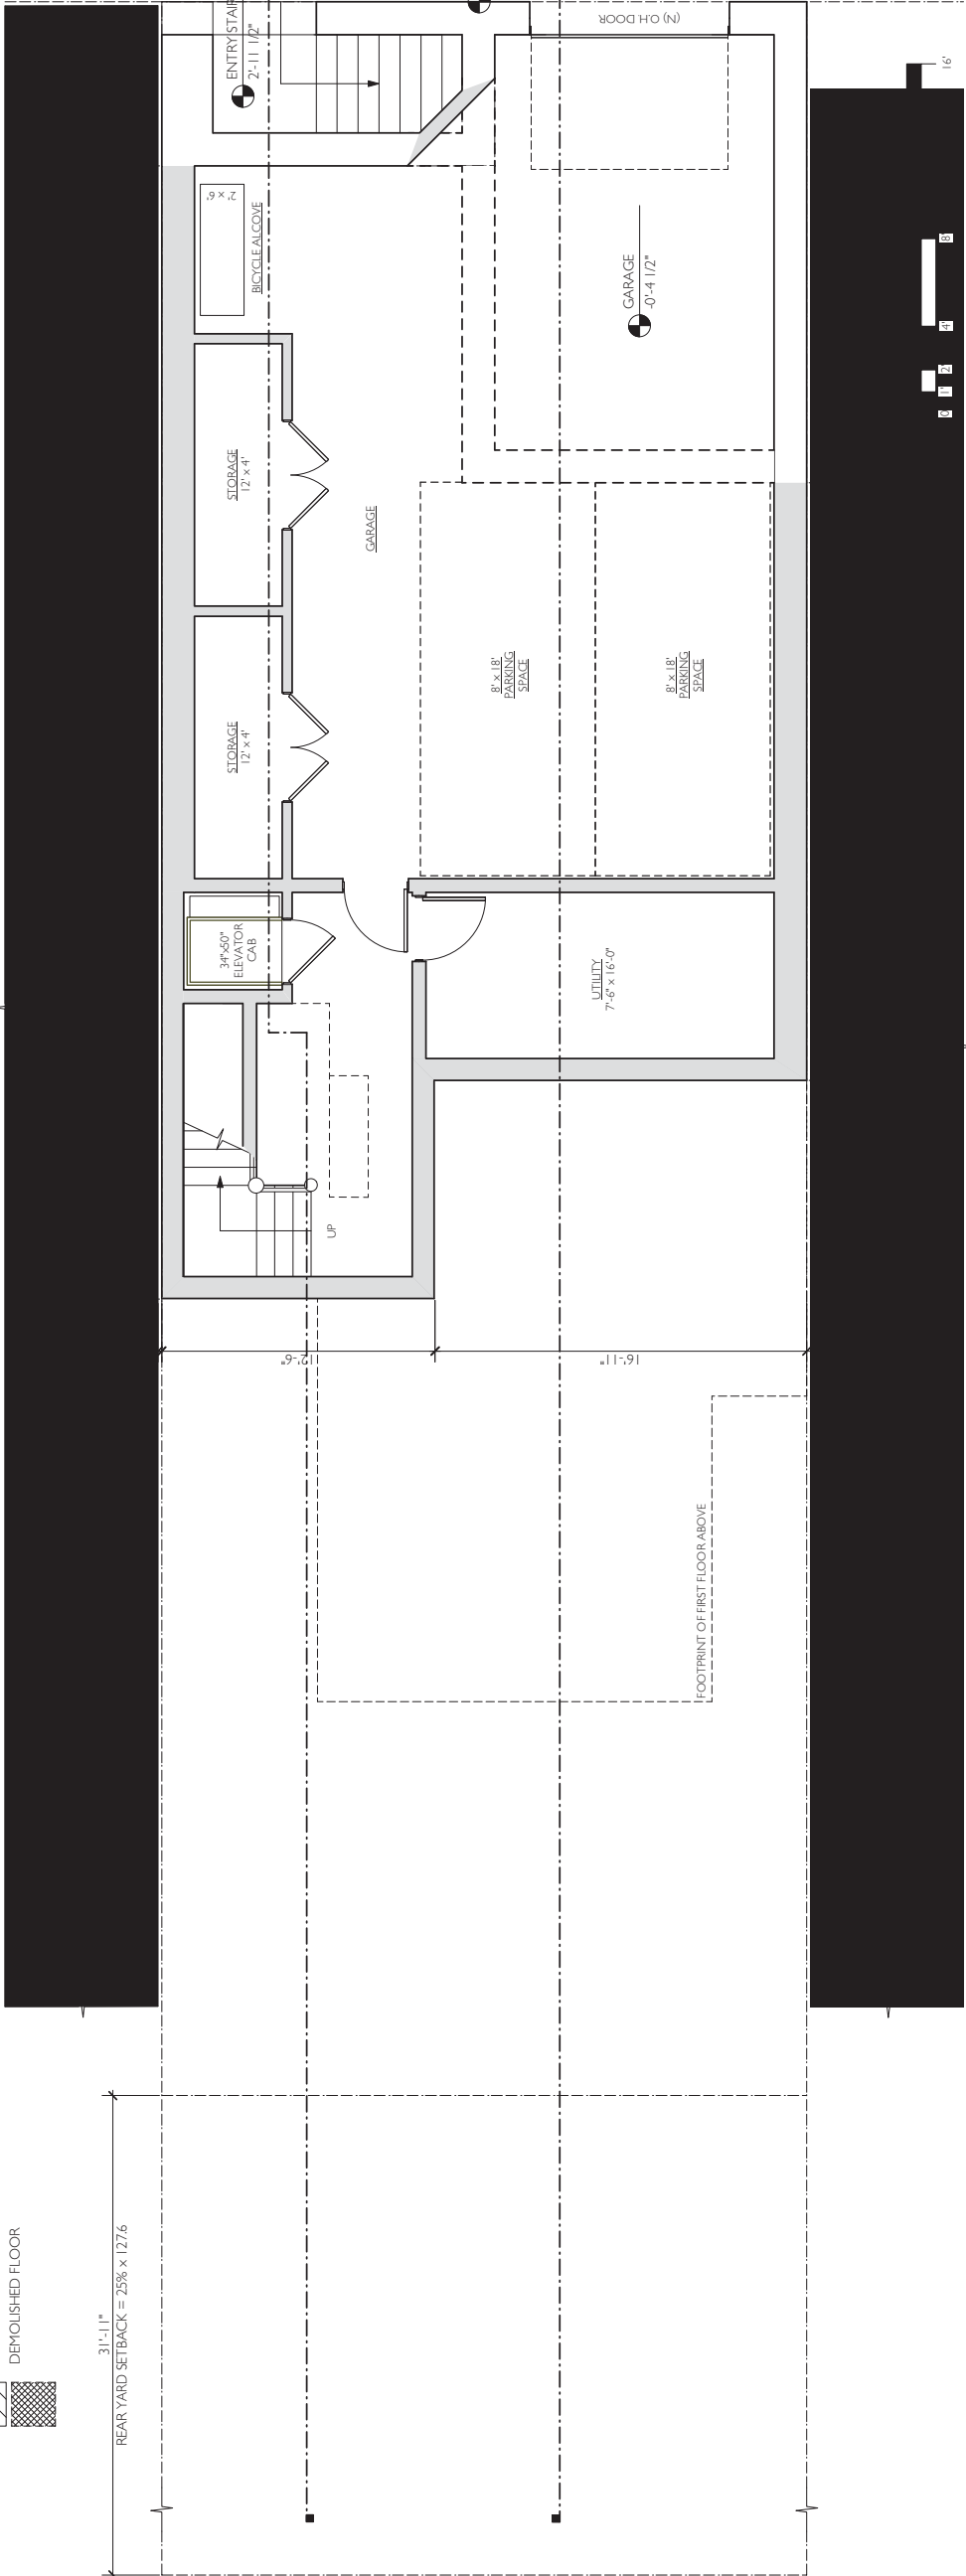 (N) O.H. DOOR
ENTRY STAIR
2'-11 1/2"
16'
2' x 6'
BICYCLE ALCOVE
GARAGE
-0'-4 1/2"
8'
4'
2'
1'
0
STORAGE
12' x 4'
GARAGE
8' x 18'
PARKING
SPACE
8' x 18'
PARKING
SPACE
STORAGE
12' x 4'
34"x50"
ELEVATOR
CAB
UTILITY
7'-6" x 16'-0"
UP
12'-6"
16'-11"
FOOTPRINT OF FIRST FLOOR ABOVE
DEMOLISHED FLOOR
31'-11"
REAR YARD SETBACK = 25% x 127.6